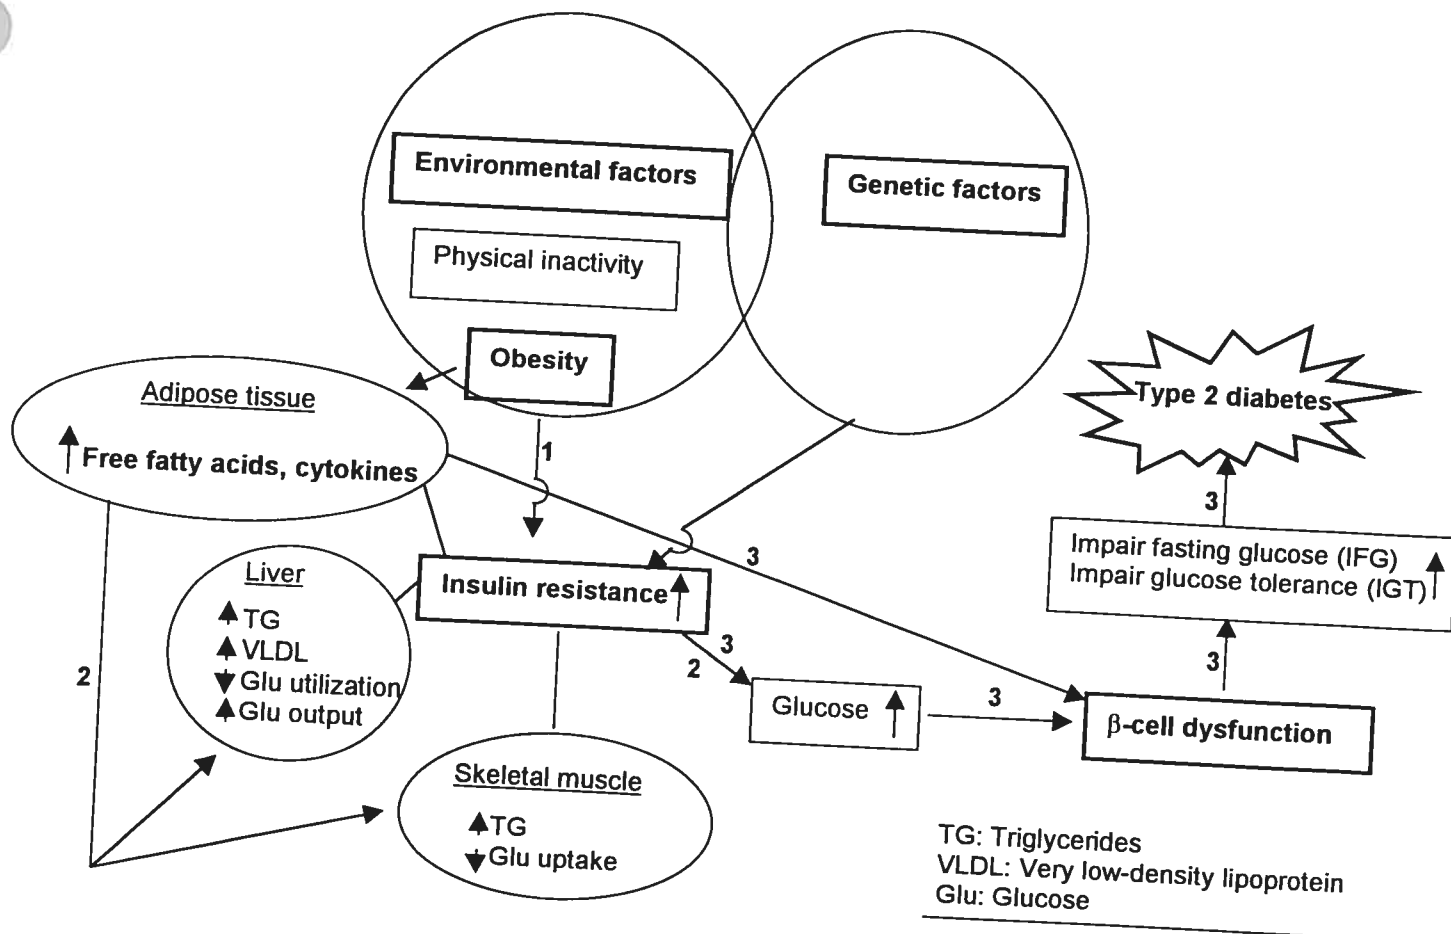 Environmental factors
Genetic factors
Physical inactivity
Obesity
Adipose tissue
Free fatty acids, cytokines
1
Type 2 diabetes
3
Impair fasting glucose (IFG)
Impair glucose tolerance (IGT)
3
Liver
TG
VLDL
Glu utilization
Glu output
Insulin resistance
3
2
3
2
Glucose
3
β-cell dysfunction
Skeletal muscle
TG
Glu uptake
TG: Triglycerides
VLDL: Very low-density lipoprotein
Glu: Glucose